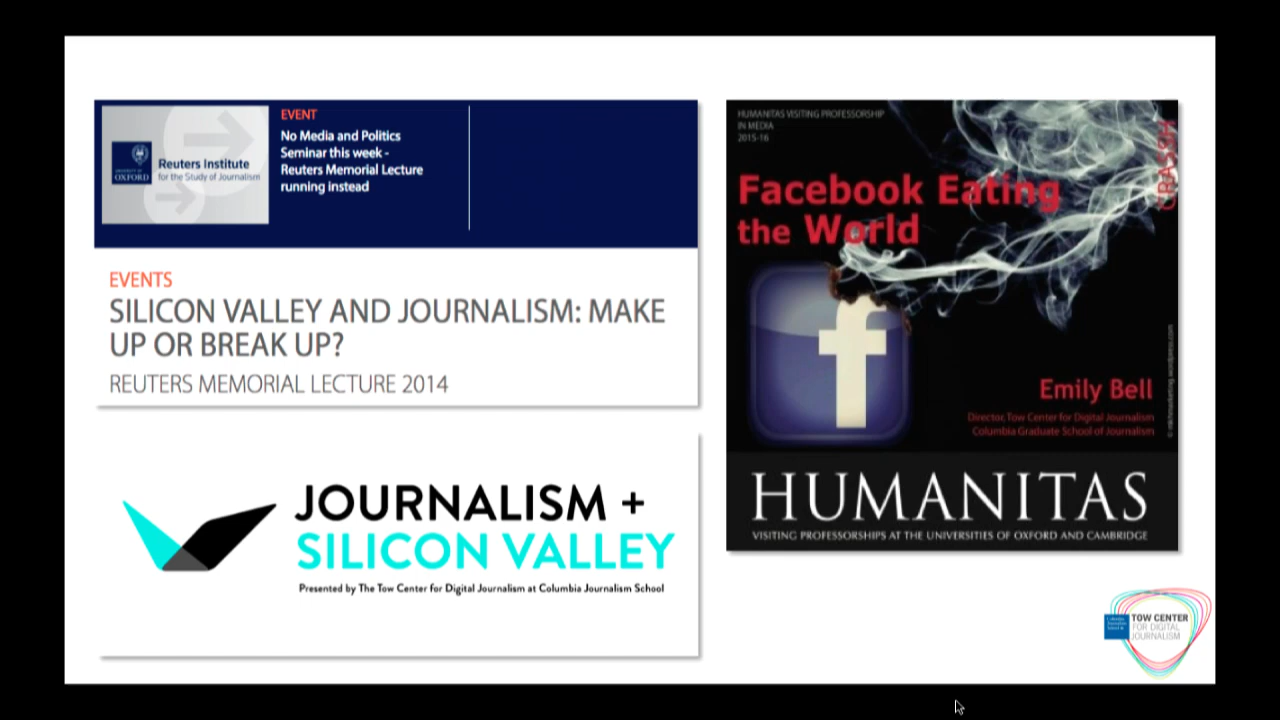 UNIVERSITY OF
OXFORD
Reuters Institute
for the Study of Journalism
EVENT
No Media and Politics
Seminar this week -
Reuters Memorial Lecture
running instead
EVENTS
SILICON VALLEY AND JOURNALISM: MAKE
UP OR BREAK UP?
REUTERS MEMORIAL LECTURE 2014
JOURNALISM +
SILICON VALLEY
Presented by The Tow Center for Digital Journalism at Columbia Journalism School
HUMANITAS VISITING PROFESSORSHIP
IN MEDIA
2015-16
CRASSH
Facebook Eating
the World
f
Emily Bell
Director, Tow Center for Digital Journalism
Columbia Graduate School of Journalism
HUMANITAS
VISITING PROFESSORSHIPS AT THE UNIVERSITIES OF OXFORD AND CAMBRIDGE
TOW CENTER
FOR DIGITAL
JOURNALISM